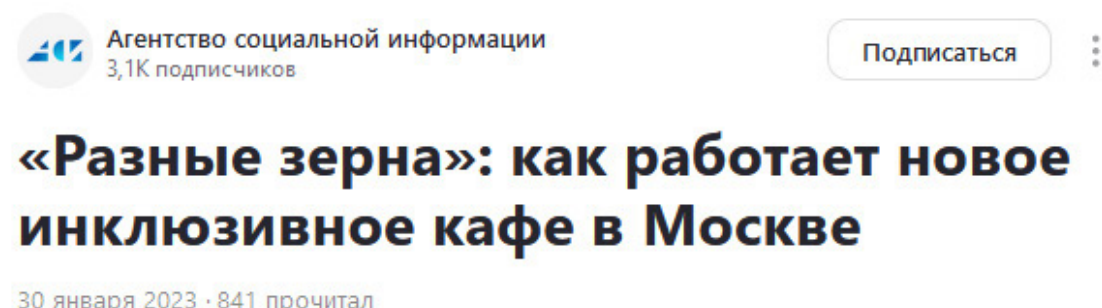 Агентство социальной информации
3,1К подписчиков
Подписаться
«Разные зерна»: как работает новое
инклюзивное кафе в Москве
30 января 2023 · 841 прочитал